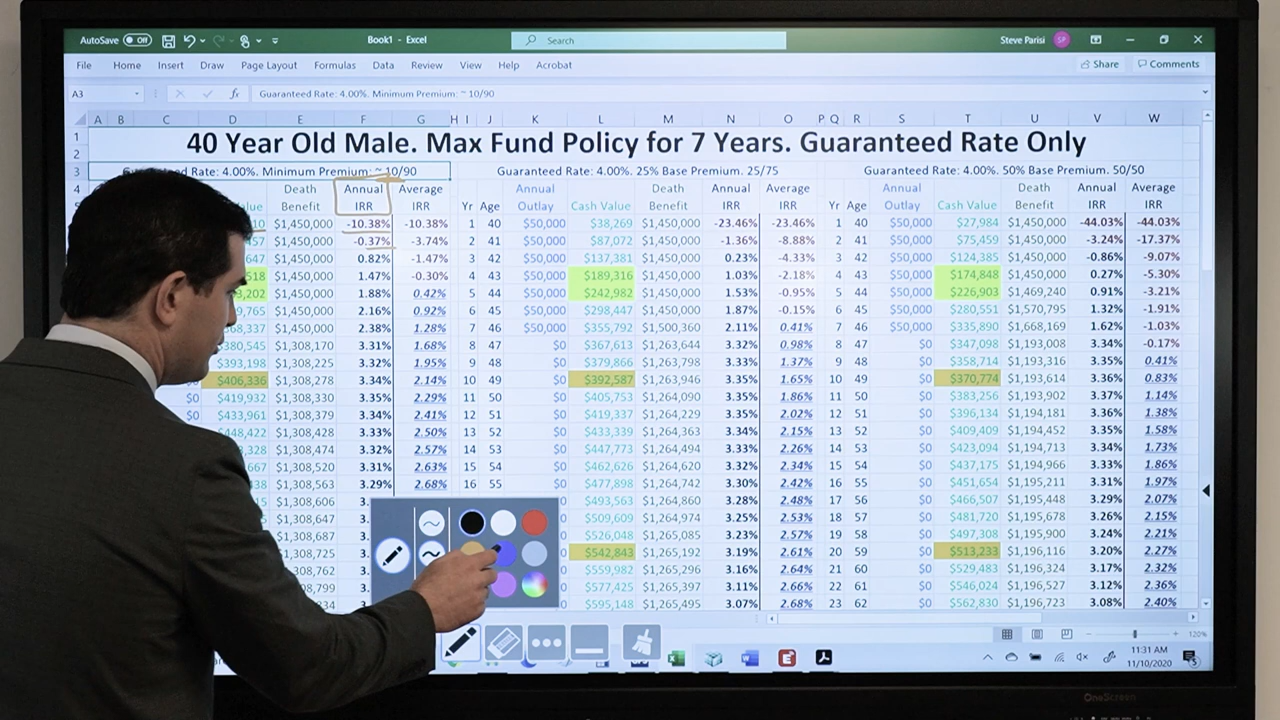 AutoSave Off Book1 - Excel Search Steve Parisi SP
File Home Insert Draw Page Layout Formulas Data Review View Help Acrobat Share Comments
A3 fx Guaranteed Rate: 4.00%. Minimum Premium: ~ 10/90
A B C D E F G H I J K L M N O P Q R S T U V W
1 40 Year Old Male. Max Fund Policy for 7 Years. Guaranteed Rate Only
2
3 Rate: 4.00%. Minimum Premium: ~ 10/90 Guaranteed Rate: 4.00%. 25% Base Premium. 25/75 Guaranteed Rate: 4.00%. 50% Base Premium. 50/50
4 Death Annual Average Annual Death Annual Average Annual Death Annual Average
Benefit IRR IRR Yr Age Outlay Cash Value Benefit IRR IRR Yr Age Outlay Cash Value Benefit IRR IRR
$1,450,000 -10.38% -10.38% 1 40 $50,000 $38,269 $1,450,000 -23.46% -23.46% 1 40 $50,000 $27,984 $1,450,000 -44.03% -44.03%
$1,450,000 -0.37% -3.74% 2 41 $50,000 $87,072 $1,450,000 -1.36% -8.88% 2 41 $50,000 $75,459 $1,450,000 -3.24% -17.37%
$1,450,000 0.82% -1.47% 3 42 $50,000 $137,381 $1,450,000 0.23% -4.33% 3 42 $50,000 $124,385 $1,450,000 -0.86% -9.07%
$1,450,000 1.47% -0.30% 4 43 $50,000 $189,316 $1,450,000 1.03% -2.18% 4 43 $50,000 $174,848 $1,450,000 0.27% -5.30%
$1,450,000 1.88% 0.42% 5 44 $50,000 $242,982 $1,450,000 1.53% -0.95% 5 44 $50,000 $226,903 $1,469,240 0.91% -3.21%
$1,450,000 2.16% 0.92% 6 45 $50,000 $298,447 $1,450,000 1.87% -0.15% 6 45 $50,000 $280,551 $1,570,795 1.32% -1.91%
$1,450,000 2.38% 1.28% 7 46 $50,000 $355,792 $1,500,360 2.11% 0.41% 7 46 $50,000 $335,890 $1,668,169 1.62% -1.03%
$1,308,170 3.31% 1.68% 8 47 $0 $367,613 $1,263,644 3.32% 0.98% 8 47 $0 $347,098 $1,193,008 3.34% -0.17%
$393,198 $1,308,225 3.32% 1.95% 9 48 $0 $379,866 $1,263,798 3.33% 1.37% 9 48 $0 $358,714 $1,193,316 3.35% 0.41%
$406,336 $1,308,278 3.34% 2.14% 10 49 $0 $392,587 $1,263,946 3.35% 1.65% 10 49 $0 $370,774 $1,193,614 3.36% 0.83%
$0 $419,932 $1,308,330 3.35% 2.29% 11 50 $0 $405,753 $1,264,090 3.35% 1.86% 11 50 $0 $383,256 $1,193,902 3.37% 1.14%
$0 $433,961 $1,308,379 3.34% 2.41% 12 51 $0 $419,337 $1,264,229 3.35% 2.02% 12 51 $0 $396,134 $1,194,181 3.36% 1.38%
$448,422 $1,308,428 3.33% 2.50% 13 52 $0 $433,339 $1,264,363 3.34% 2.15% 13 52 $0 $409,409 $1,194,452 3.35% 1.58%
$1,308,474 3.32% 2.57% 14 53 $0 $447,773 $1,264,494 3.33% 2.26% 14 53 $0 $423,094 $1,194,713 3.34% 1.73%
$1,308,520 3.31% 2.63% 15 54 $0 $462,626 $1,264,620 3.32% 2.34% 15 54 $0 $437,175 $1,194,966 3.33% 1.86%
$1,308,563 3.29% 2.68% 16 55 $0 $477,898 $1,264,742 3.30% 2.42% 16 55 $0 $451,654 $1,195,211 3.31% 1.97%
$1,308,606 $493,563 $1,264,860 3.28% 2.48% 17 56 $0 $466,507 $1,195,448 3.29% 2.07%
$1,308,647 $509,609 $1,264,974 3.25% 2.53% 18 57 $0 $481,720 $1,195,678 3.26% 2.15%
$1,308,687 $526,048 $1,265,085 3.23% 2.57% 19 58 $0 $497,308 $1,195,900 3.24% 2.21%
$1,308,725 $542,843 $1,265,192 3.19% 2.61% 20 59 $0 $513,233 $1,196,116 3.20% 2.27%
$559,982 $1,265,296 3.16% 2.64% 21 60 $0 $529,483 $1,196,324 3.17% 2.32%
$577,425 $1,265,397 3.11% 2.66% 22 61 $0 $546,024 $1,196,527 3.12% 2.36%
$595,148 $1,265,495 3.07% 2.68% 23 62 $0 $562,830 $1,196,723 3.08% 2.40%
120%
11:31 AM
11/10/2020
OneScreen